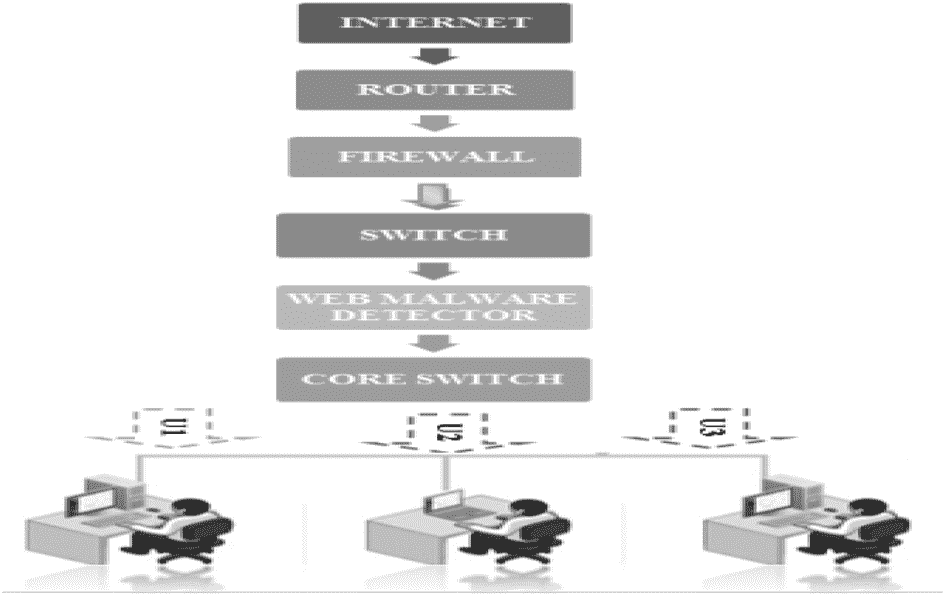 INTERNET
ROUTER
FIREWALL
SWITCH
WEB MALWARE
DETECTOR
CORE SWITCH
U1
U2
U3